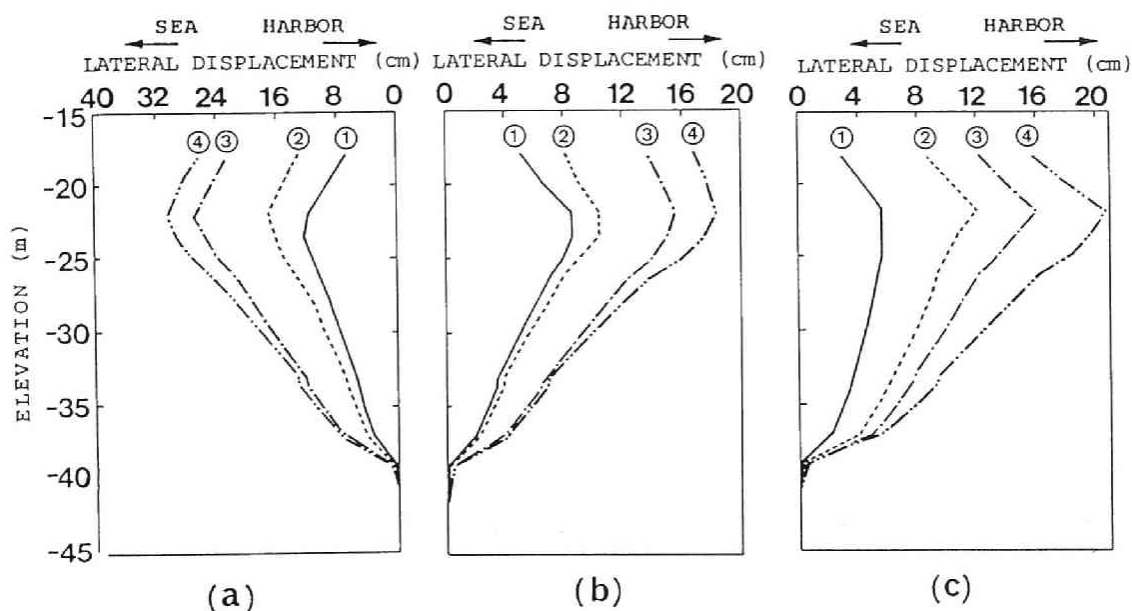 SEA HARBOR SEA HARBOR SEA HARBOR
LATERAL DISPLACEMENT (cm) LATERAL DISPLACEMENT (cm) LATERAL DISPLACEMENT (cm)
40 32 24 16 8 0 0 4 8 12 16 20 0 4 8 12 16 20
-15
④ ③ ② ① ① ② ③ ④ ① ② ③ ④
-20
-25
-30
-35
-40
-45
ELEVATION (m)
(a) (b) (c)